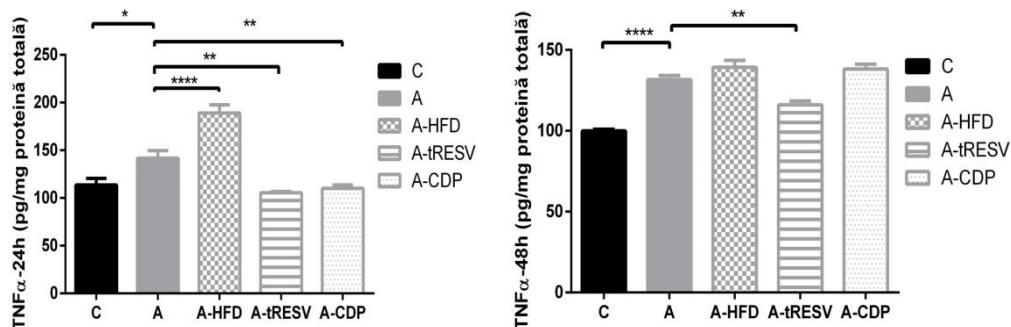 TNFα-24h (pg/mg proteină totală)
250
200
150
100
50
0
*
**
**
****
C
A
A-HFD
A-tRESV
A-CDP
C
A
A-HFD
A-tRESV
A-CDP
TNFα-48h (pg/mg proteină totală)
150
100
50
0
****
**
C
A
A-HFD
A-tRESV
A-CDP
C
A
A-HFD
A-tRESV
A-CDP